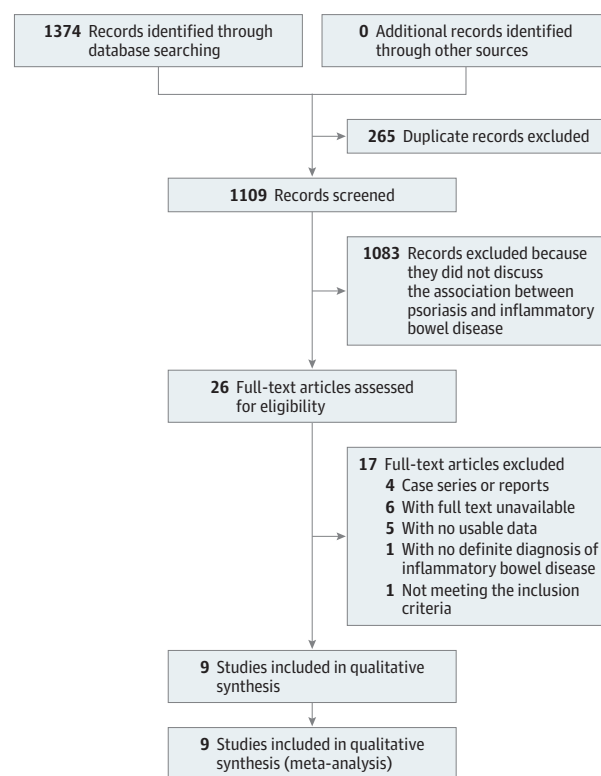 1374 Records identified through
database searching
0 Additional records identified
through other sources
265 Duplicate records excluded
1109 Records screened
1083 Records excluded because
they did not discuss
the association between
psoriasis and inflammatory
bowel disease
26 Full-text articles assessed
for eligibility
17 Full-text articles excluded
4 Case series or reports
6 With full text unavailable
5 With no usable data
1 With no definite diagnosis of
inflammatory bowel disease
1 Not meeting the inclusion
criteria
9 Studies included in qualitative
synthesis
9 Studies included in qualitative
synthesis (meta-analysis)